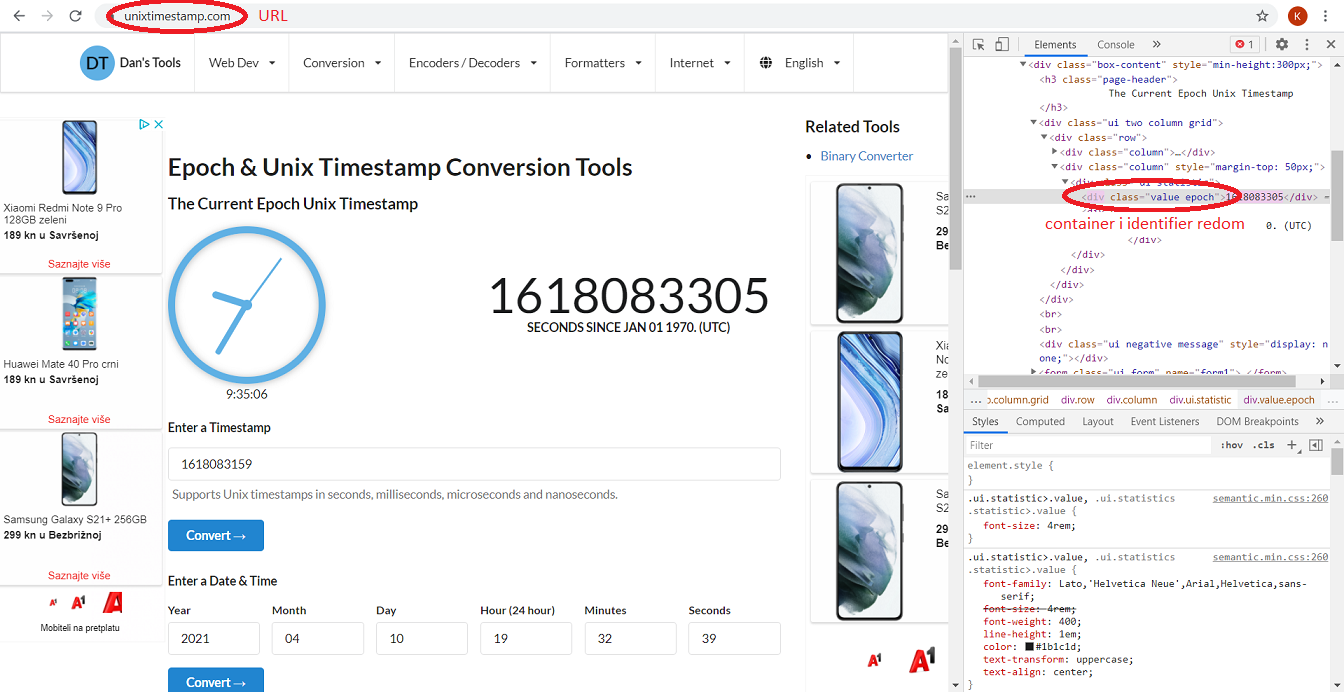 unixtimestamp.com URL
K
DT Dan's Tools Web Dev Conversion Encoders / Decoders Formatters Internet English
Xiaomi Redmi Note 9 Pro
128GB zeleni
189 kn u Savršenoj
Saznajte više
Huawei Mate 40 Pro crni
189 kn u Savršenoj
Saznajte više
Samsung Galaxy S21+ 256GB
299 kn u Bezbrižnoj
Saznajte više
A1 A1 A
Mobiteli na pretplatu
Epoch & Unix Timestamp Conversion Tools
The Current Epoch Unix Timestamp
1618083305
SECONDS SINCE JAN 01 1970. (UTC)
9:35:06
Enter a Timestamp
1618083159
Supports Unix timestamps in seconds, milliseconds, microseconds and nanoseconds.
Convert →
Enter a Date & Time
Year Month Day Hour (24 hour) Minutes Seconds
2021 04 10 19 32 39
Convert →
Related Tools
• Binary Converter
Sa
S2
29
Be
Xia
No
ze
18
Sa
Sa
S2
29
Be
A1 A1
Elements Console » 1
<div class="box-content" style="min-height:300px;">
<h3 class="page-header">
The Current Epoch Unix Timestamp
</h3>
<div class="ui two column grid">
<div class="row">
<div class="column">…</div>
<div class="column" style="margin-top: 50px;">
<div class="ui statistic">
<div class="value epoch">1618083305</div> =
container i identifier redom 0. (UTC)
</div>
</div>
</div>
</div>
</div>
<br>
<br>
<div class="ui negative message" style="display: n
one;"></div>
<form class="ui form" name="form1"> </form>
... o.column.grid div.row div.column div.ui.statistic div.value.epoch ...
Styles Computed Layout Event Listeners DOM Breakpoints »
Filter :hov .cls +
element.style {
}
.ui.statistic>.value, .ui.statistics semantic.min.css:260
.statistic>.value {
font-size: 4rem;
}
.ui.statistic>.value, .ui.statistics semantic.min.css:260
.statistic>.value {
font-family: Lato,'Helvetica Neue',Arial,Helvetica,sans-
serif;
font-size: 4rem;
font-weight: 400;
line-height: 1em;
color: #1b1c1d;
text-transform: uppercase;
text-align: center;
}